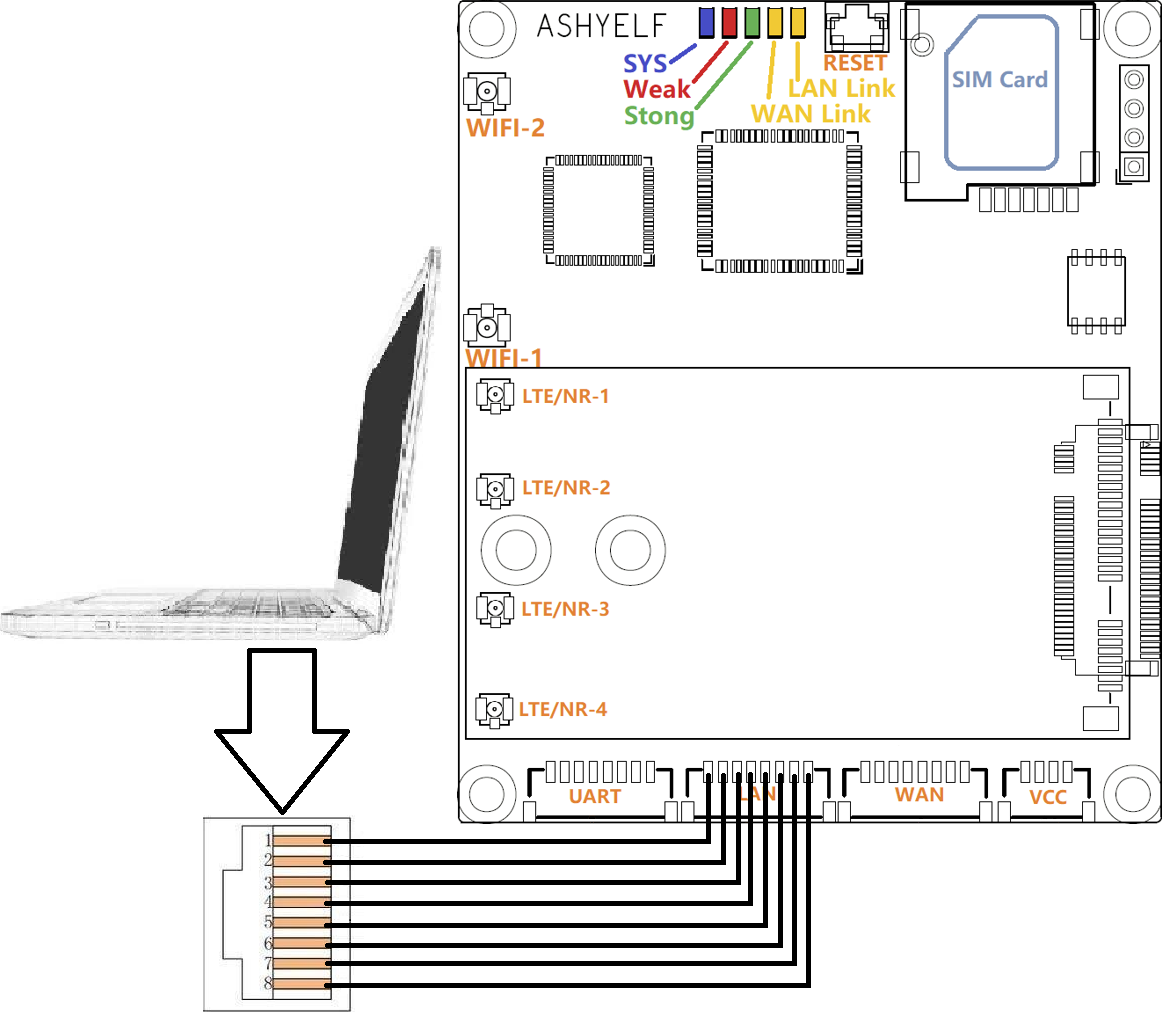 ASHYELF
SYS
Weak
Stong
RESET
LAN Link
WAN Link
SIM Card
WIFI-2
WIFI-1
LTE/NR-1
LTE/NR-2
LTE/NR-3
LTE/NR-4
UART
LAN
WAN
VCC
1
2
3
4
5
6
7
8